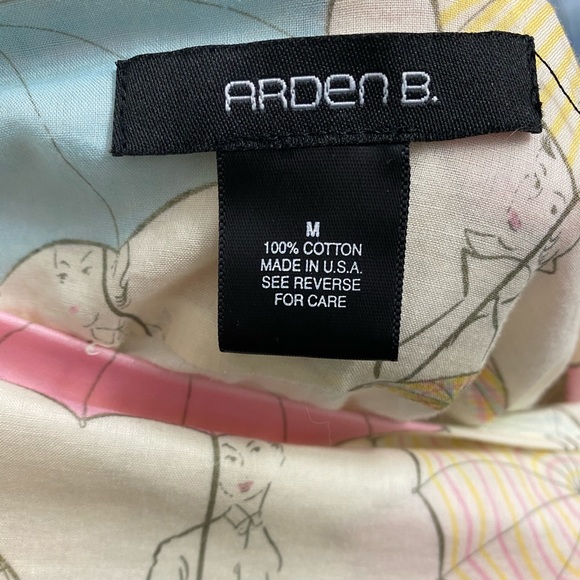 ARDEN B.
M
100% COTTON
MADE IN U.S.A.
SEE REVERSE
FOR CARE